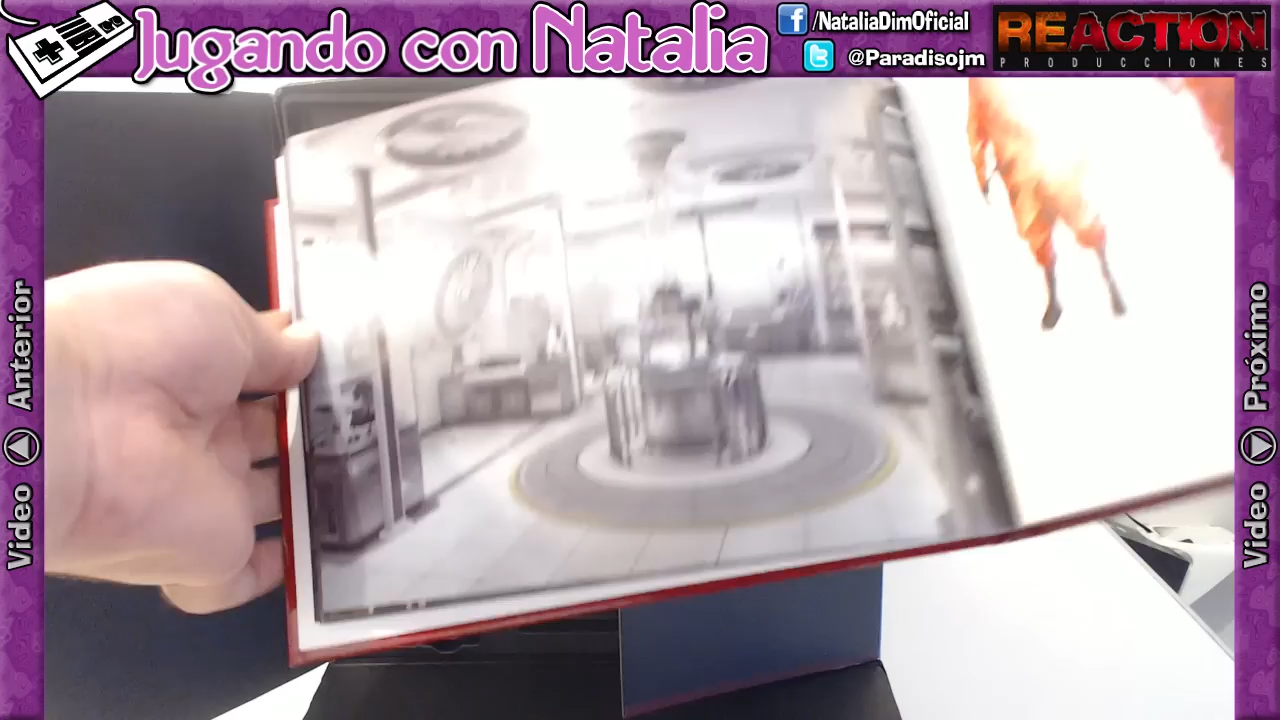 Jugando con Natalia
/NataliaDimOficial
@Paradisojm
REACTION
PRODUCCIONES
Video ▲ Anterior
Video ▲ Próximo